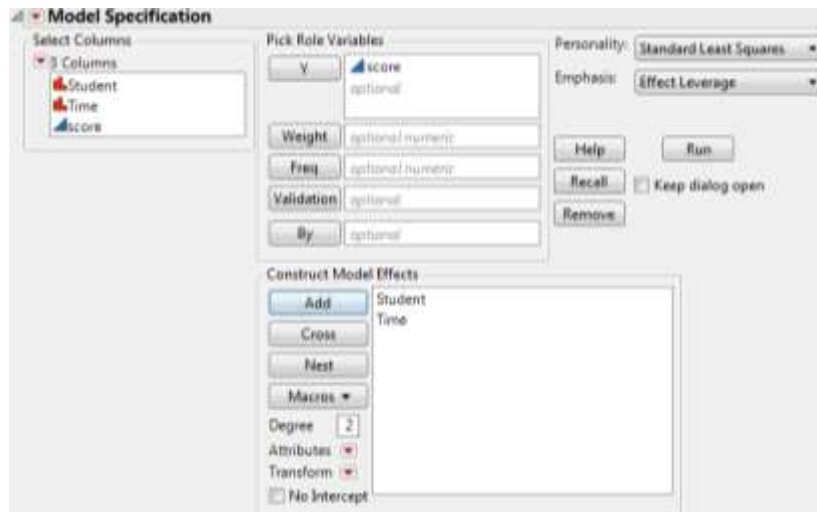 Model Specification
Select Columns
3 Columns
Student
Time
score
Pick Role Variables
Y
score
optional
Weight
optional numeric
Freq
optional numeric
Validation
optional
By
optional
Personality:
Standard Least Squares
Emphasis:
Effect Leverage
Help
Run
Recall
Keep dialog open
Remove
Construct Model Effects
Add
Student
Time
Cross
Nest
Macros
Degree
2
Attributes
Transform
No Intercept